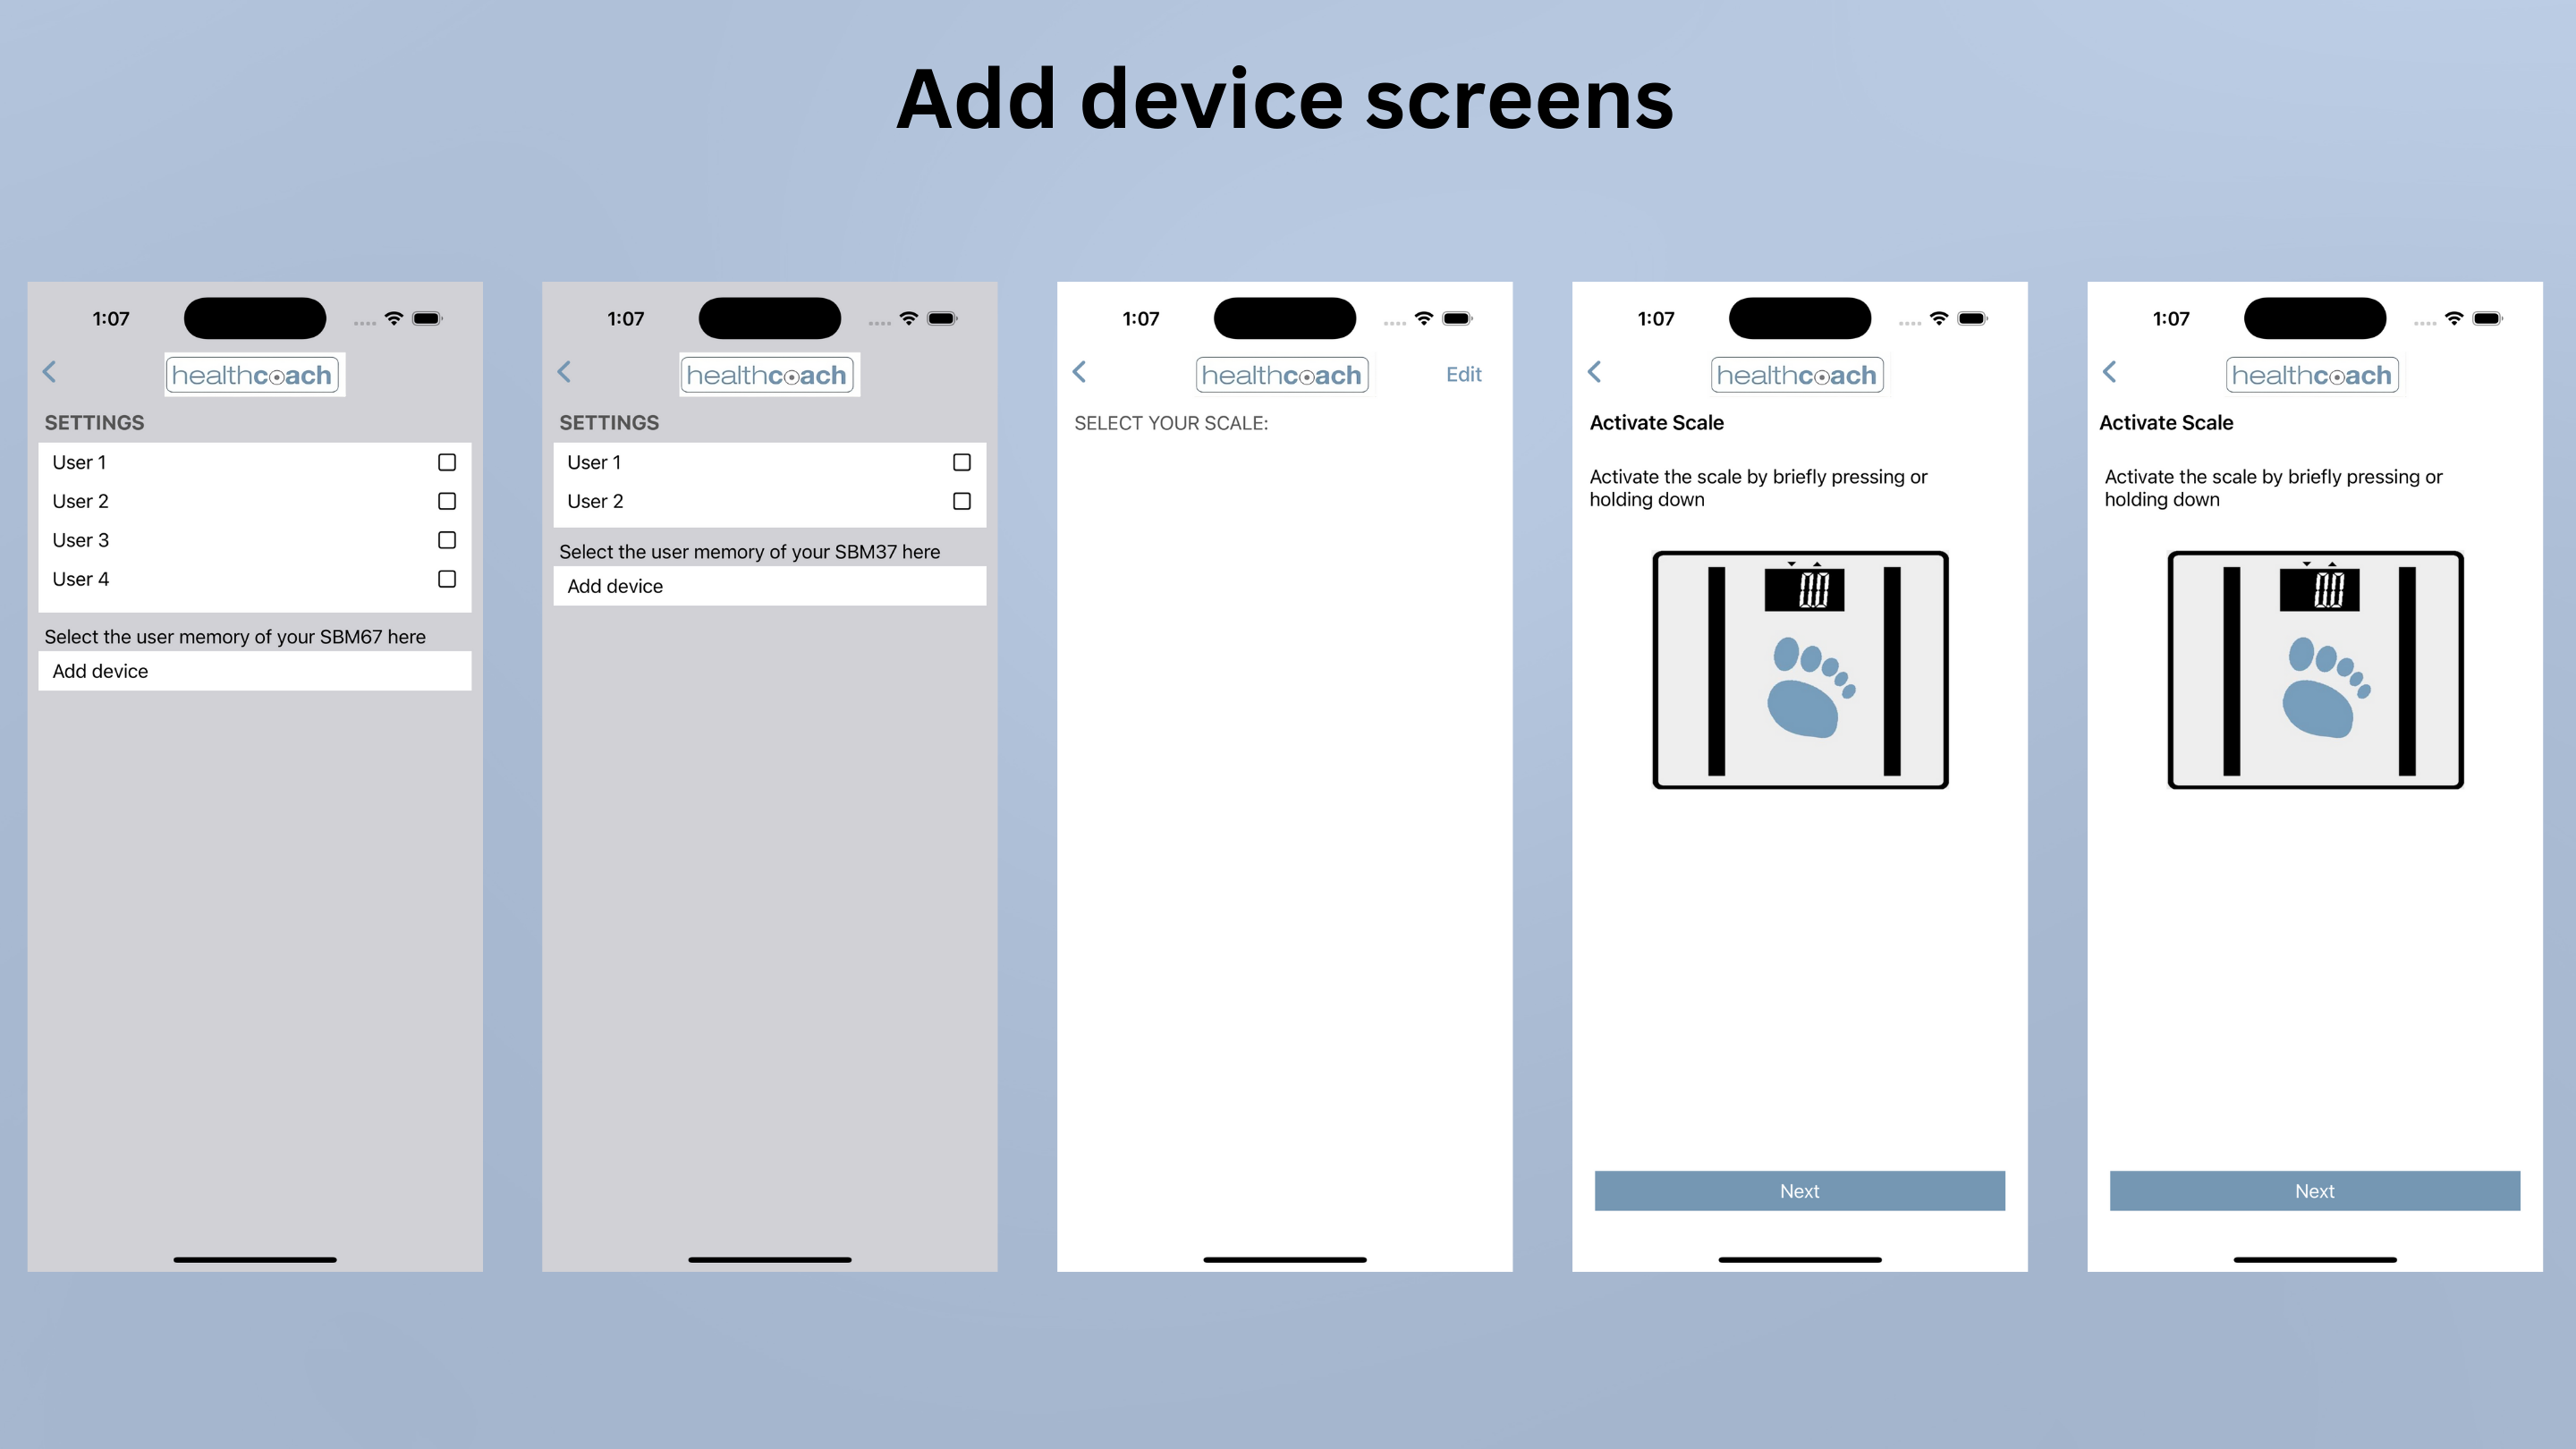 Add device screens
1:07
healthcoach
SETTINGS
User 1
User 2
User 3
User 4
Select the user memory of your SBM67 here
Add device
1:07
healthcoach
SETTINGS
User 1
User 2
Select the user memory of your SBM37 here
Add device
1:07
healthcoach
Edit
SELECT YOUR SCALE:
1:07
healthcoach
Activate Scale
Activate the scale by briefly pressing or
holding down
00
Next
1:07
healthcoach
Activate Scale
Activate the scale by briefly pressing or
holding down
00
Next